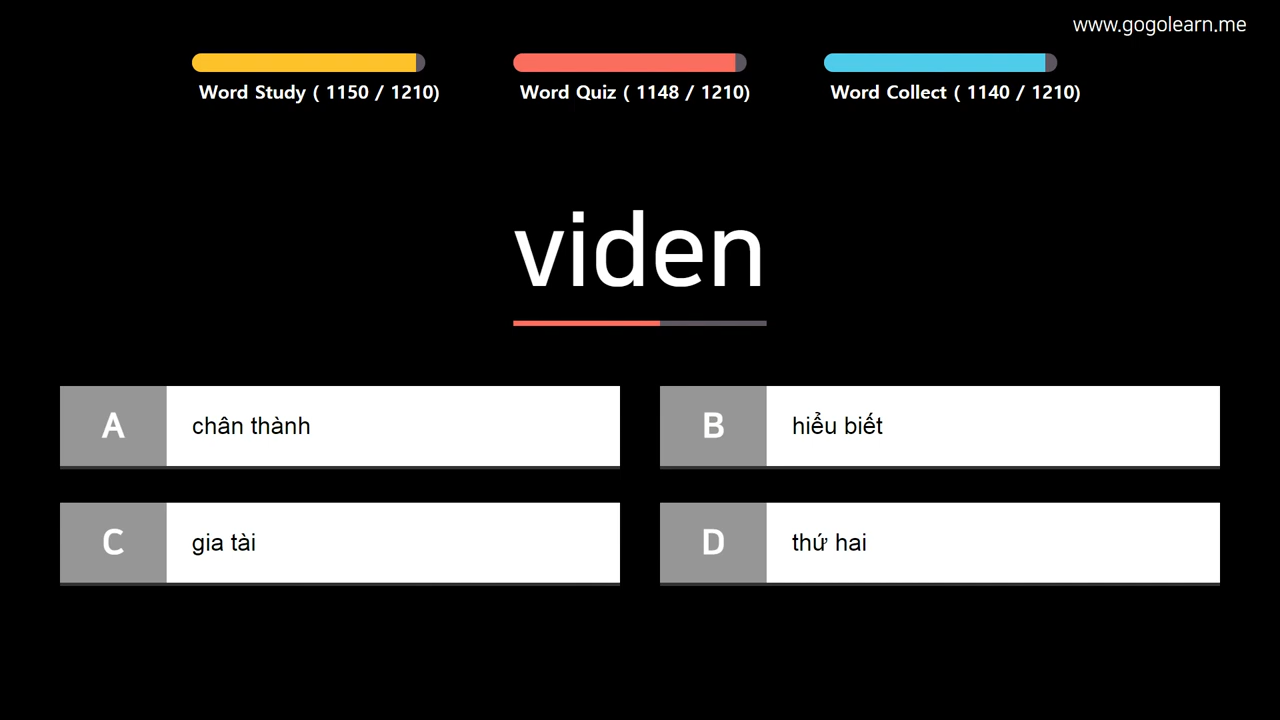 www.gogolearn.me
Word Study ( 1150 / 1210)
Word Quiz ( 1148 / 1210)
Word Collect ( 1140 / 1210)
viden
A
chân thành
B
hiểu biết
C
gia tài
D
thứ hai